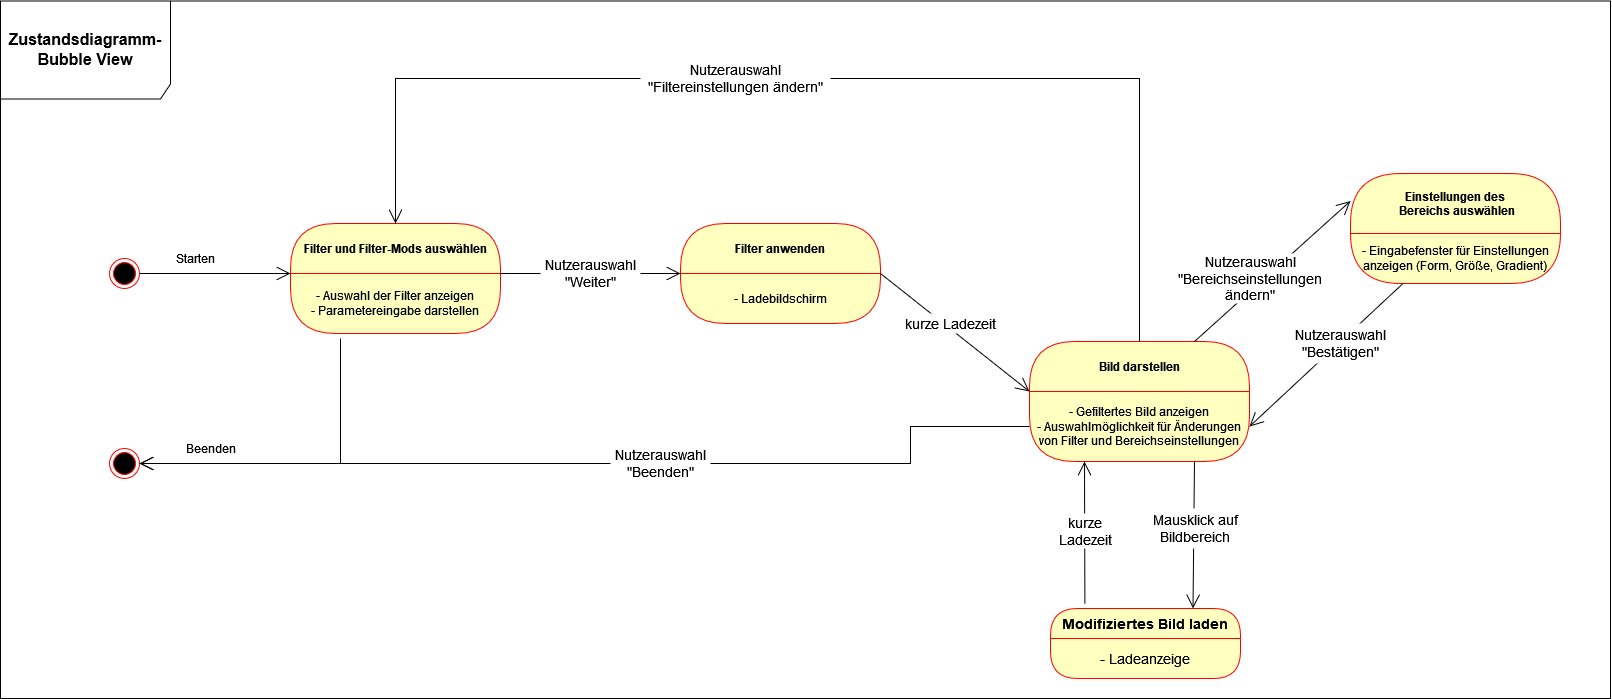 Zustandsdiagramm-
Bubble View
Nutzerauswahl
"Filtereinstellungen ändern"
Starten
Filter und Filter-Mods auswählen
- Auswahl der Filter anzeigen
- Parametereingabe darstellen
Nutzerauswahl
"Weiter"
Filter anwenden
- Ladebildschirm
kurze Ladezeit
Nutzerauswahl
"Bereichseinstellungen
ändern"
Einstellungen des
Bereichs auswählen
- Eingabefenster für Einstellungen
anzeigen (Form, Größe, Gradient)
Nutzerauswahl
"Bestätigen"
Bild darstellen
- Gefiltertes Bild anzeigen
- Auswahlmöglichkeit für Änderungen
von Filter und Bereichseinstellungen
Beenden
Nutzerauswahl
"Beenden"
kurze
Ladezeit
Mausklick auf
Bildbereich
Modifiziertes Bild laden
- Ladeanzeige